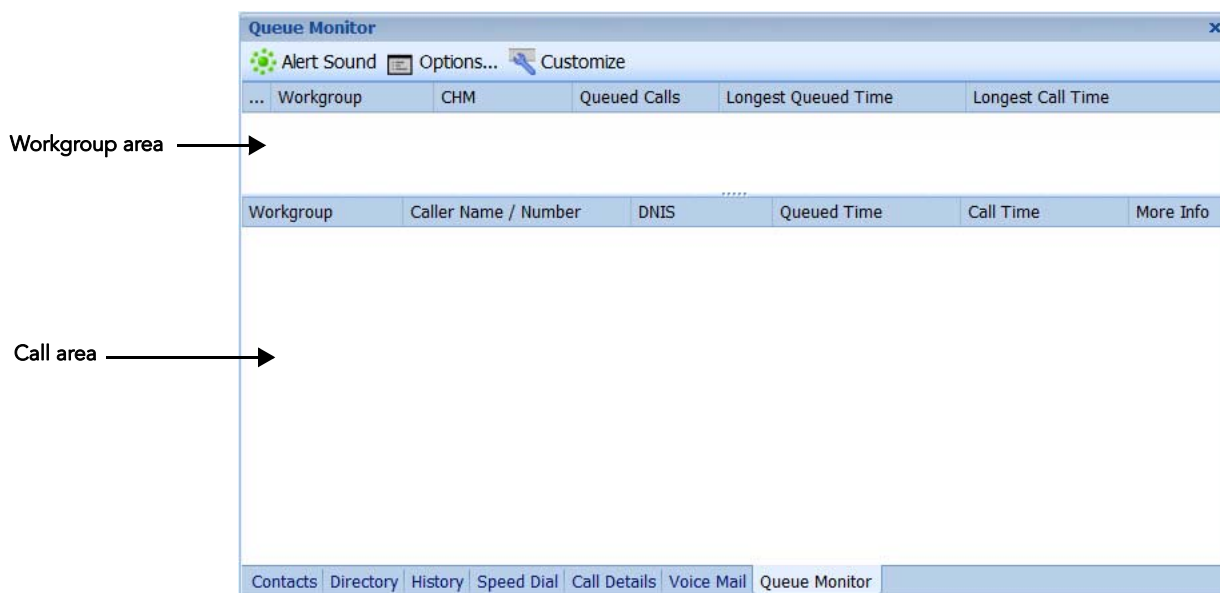 Queue Monitor x
Alert Sound Options... Customize
... Workgroup CHM Queued Calls Longest Queued Time Longest Call Time
Workgroup area
Workgroup Caller Name / Number DNIS Queued Time Call Time More Info
Call area
Contacts Directory History Speed Dial Call Details Voice Mail Queue Monitor